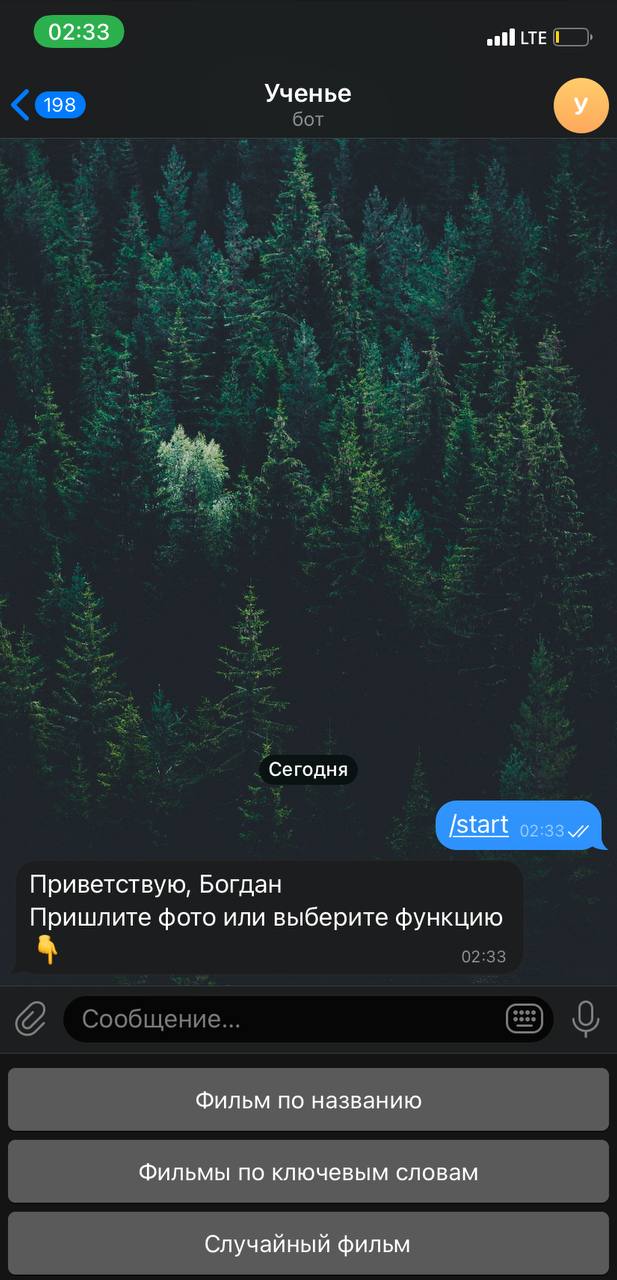 02:33
LTE
198
Ученье
бот
У
Сегодня
/start 02:33
Приветствую, Богдан
Пришлите фото или выберите функцию
👇 02:33
Сообщение...
Фильм по названию
Фильмы по ключевым словам
Случайный фильм